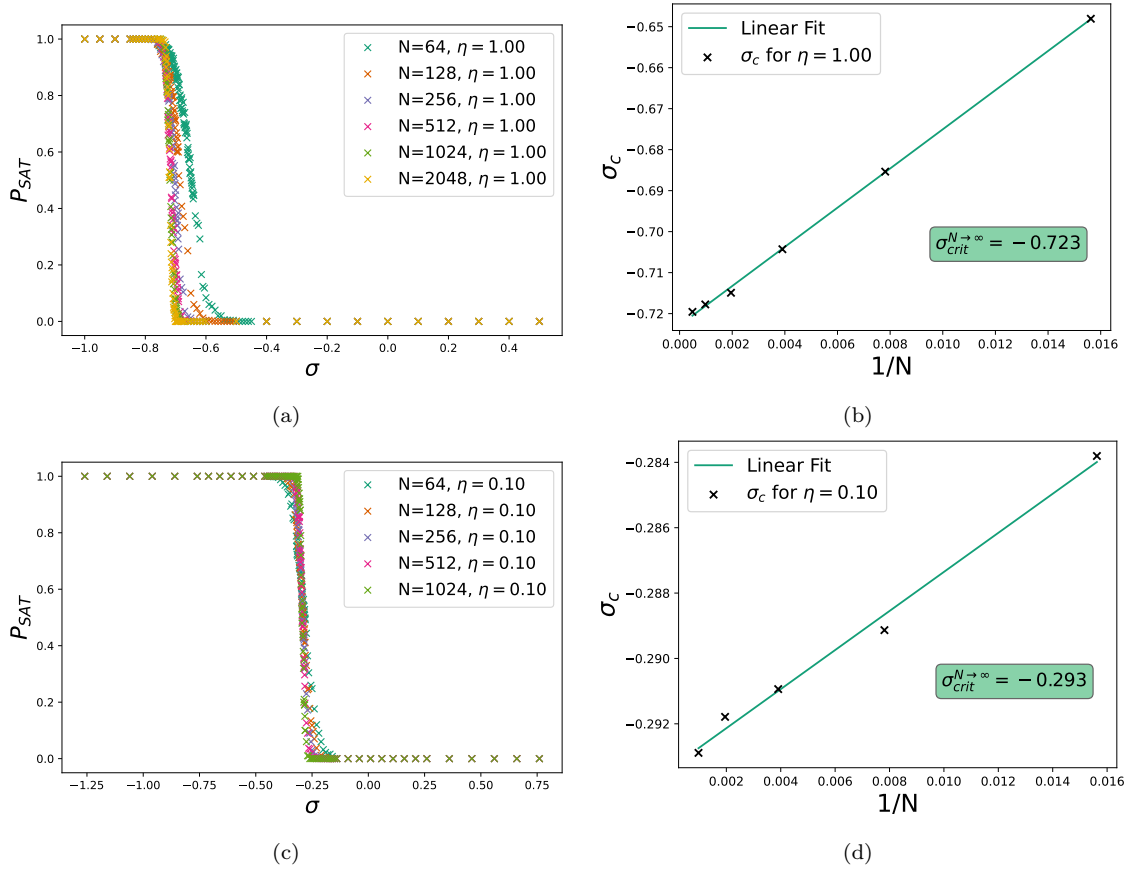 1.0
0.8
0.6
0.4
0.2
0.0
P_{SAT}
−1.0 −0.8 −0.6 −0.4 −0.2 0.0 0.2 0.4
σ
N=64, η = 1.00
N=128, η = 1.00
N=256, η = 1.00
N=512, η = 1.00
N=1024, η = 1.00
N=2048, η = 1.00
(a)
−0.65
−0.66
−0.67
−0.68
−0.69
−0.70
−0.71
−0.72
σ_c
Linear Fit
σ_c for η = 1.00
σ_{crit}^{N→∞} = −0.723
0.000 0.002 0.004 0.006 0.008 0.010 0.012 0.014 0.016
1/N
(b)
1.0
0.8
0.6
0.4
0.2
0.0
P_{SAT}
N=64, η = 0.10
N=128, η = 0.10
N=256, η = 0.10
N=512, η = 0.10
N=1024, η = 0.10
−1.25 −1.00 −0.75 −0.50 −0.25 0.00 0.25 0.50 0.75
σ
(c)
−0.284
−0.286
−0.288
−0.290
−0.292
σ_c
Linear Fit
σ_c for η = 0.10
σ_{crit}^{N→∞} = −0.293
0.002 0.004 0.006 0.008 0.010 0.012 0.014 0.016
1/N
(d)